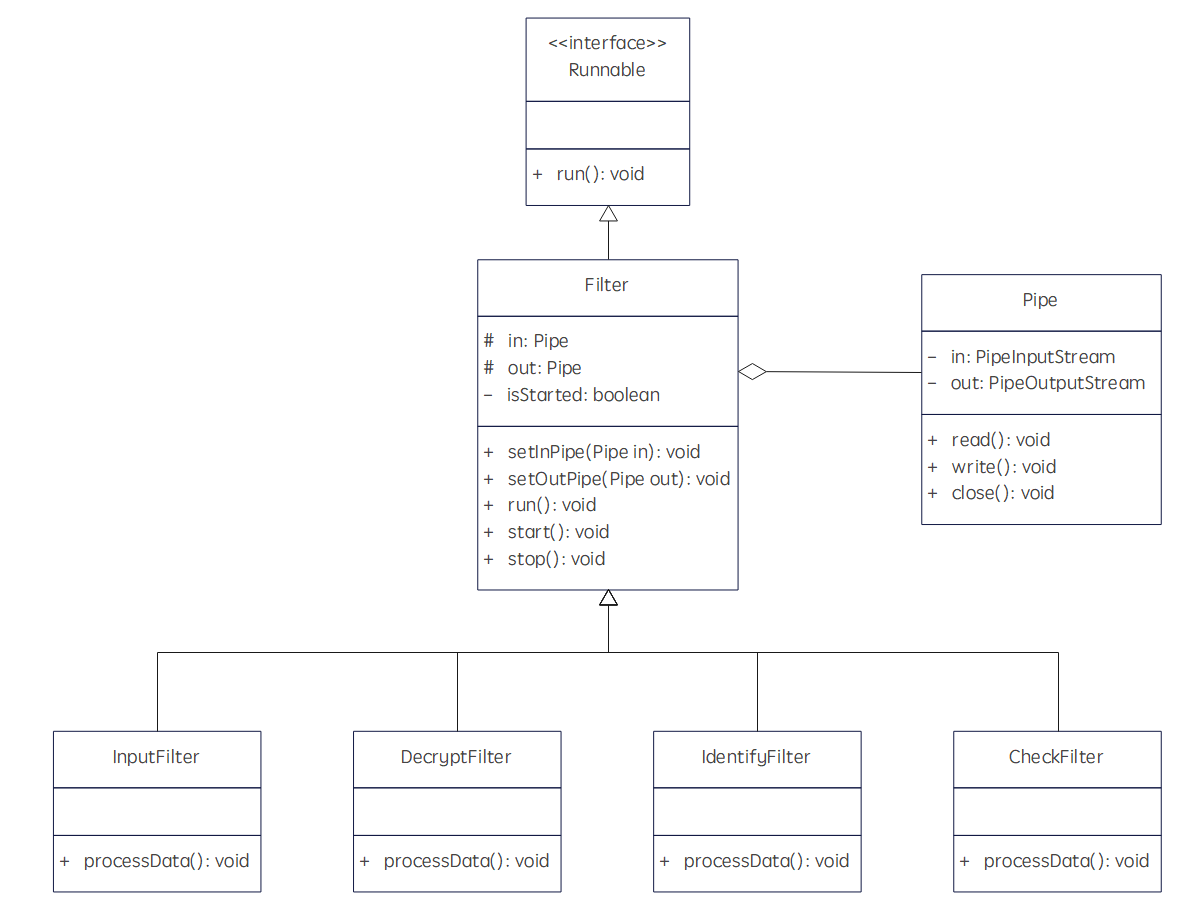 <<interface>>
Runnable
+ run(): void
Filter
# in: Pipe
# out: Pipe
- isStarted: boolean
+ setInPipe(Pipe in): void
+ setOutPipe(Pipe out): void
+ run(): void
+ start(): void
+ stop(): void
Pipe
- in: PipeInputStream
- out: PipeOutputStream
+ read(): void
+ write(): void
+ close(): void
InputFilter
+ processData(): void
DecryptFilter
+ processData(): void
IdentifyFilter
+ processData(): void
CheckFilter
+ processData(): void